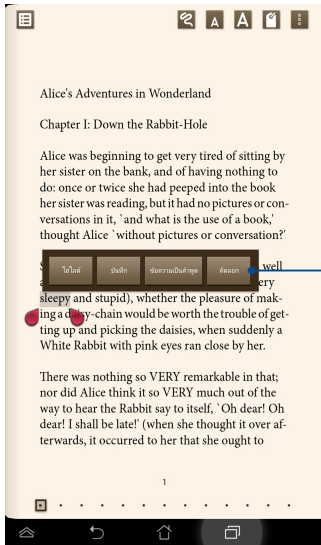 A A
Alice's Adventures in Wonderland
Chapter I: Down the Rabbit-Hole
Alice was beginning to get very tired of sitting by
her sister on the bank, and of having nothing to
do: once or twice she had peeped into the book
her sister was reading, but it had no pictures or con-
versations in it, `and what is the use of a book,'
thought Alice `without pictures or conversation?'
well
ไฮไลต์ บันทึก ข้อความเป็นคำพูด คัดลอก
sleepy and stupid), whether the pleasure of mak-
ing a daisy-chain would be worth the trouble of get-
ting up and picking the daisies, when suddenly a
White Rabbit with pink eyes ran close by her.
There was nothing so VERY remarkable in that;
nor did Alice think it so VERY much out of the
way to hear the Rabbit say to itself, `Oh dear! Oh
dear! I shall be late!' (when she thought it over af-
terwards, it occurred to her that she ought to
1